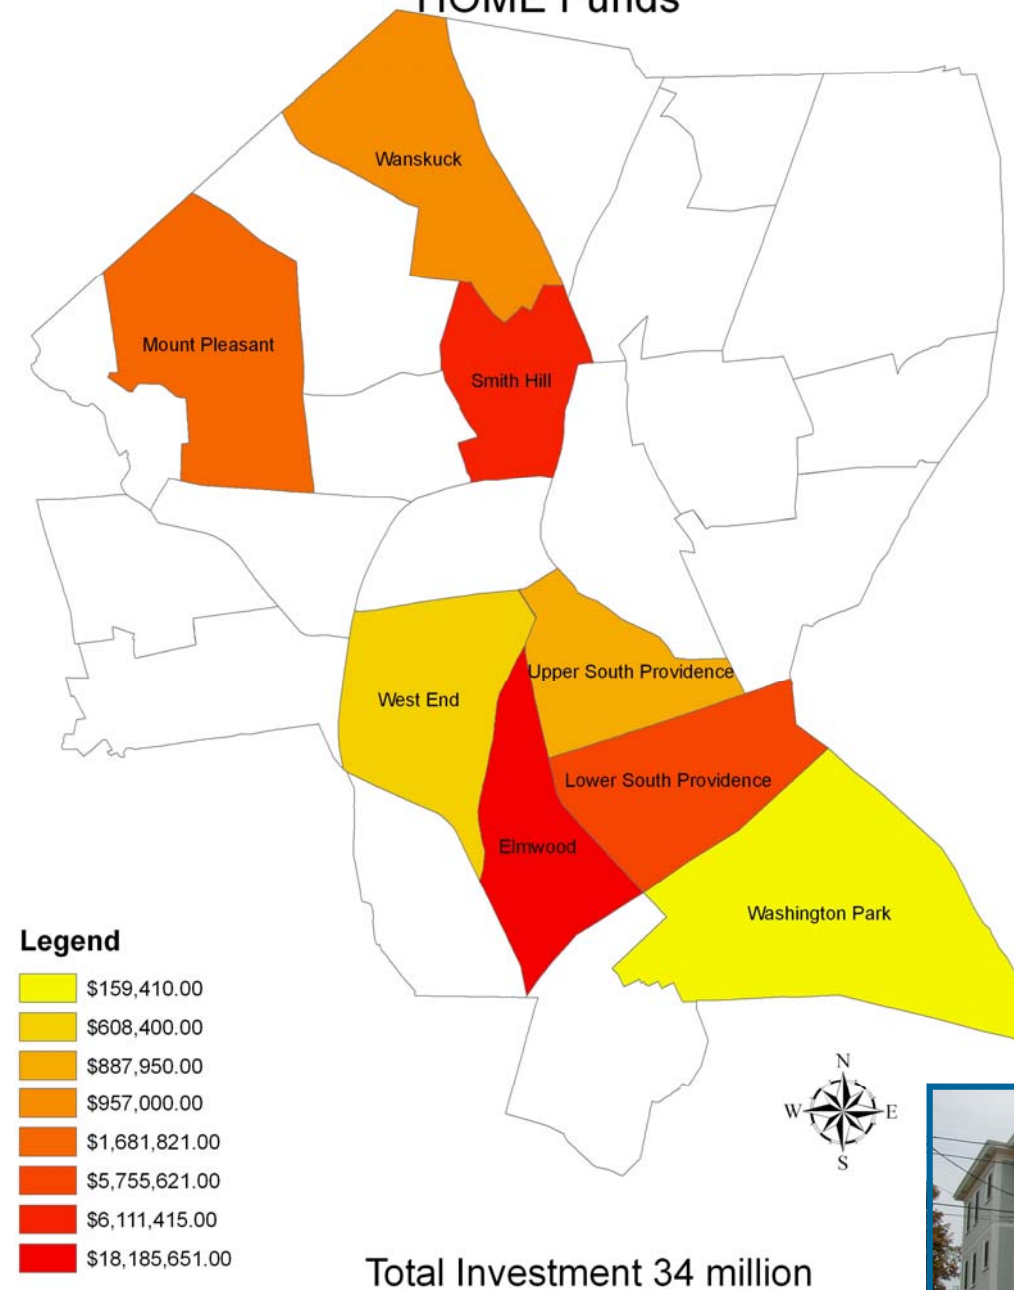 HOME Funds
Wanskuck
Mount Pleasant
Smith Hill
Upper South Providence
West End
Lower South Providence
Elmwood
Washington Park
Legend
$159,410.00
$608,400.00
$887,950.00
$957,000.00
$1,681,821.00
$5,755,621.00
$6,111,415.00
$18,185,651.00
N
W E
S
Total Investment 34 million